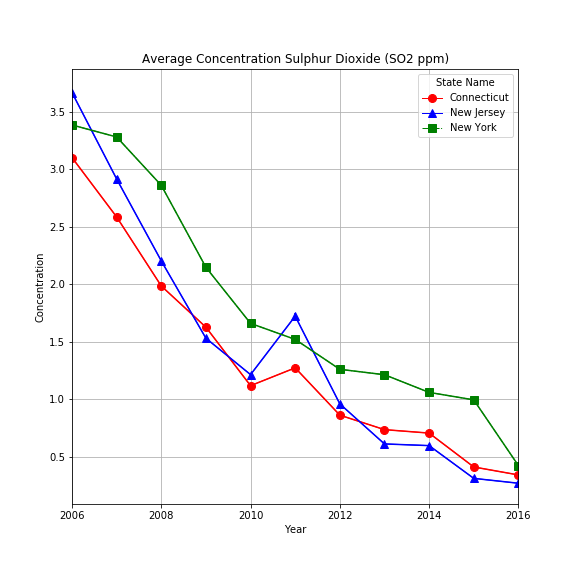 Average Concentration Sulphur Dioxide (SO2 ppm)
State Name
Connecticut
New Jersey
New York
3.5
3.0
2.5
2.0
1.5
1.0
0.5
Concentration
2006
2008
2010
2012
2014
2016
Year